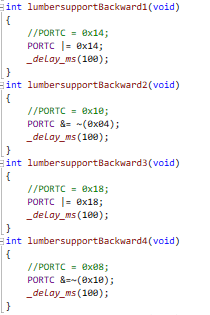 int lumbersupportBackward1(void)
{
//PORTC = 0x14;
PORTC |= 0x14;
_delay_ms(100);
}
int lumbersupportBackward2(void)
{
//PORTC = 0x10;
PORTC &= ~(0x04);
_delay_ms(100);
}
int lumbersupportBackward3(void)
{
//PORTC = 0x18;
PORTC |= 0x18;
_delay_ms(100);
}
int lumbersupportBackward4(void)
{
//PORTC = 0x08;
PORTC &=~(0x10);
_delay_ms(100);
}